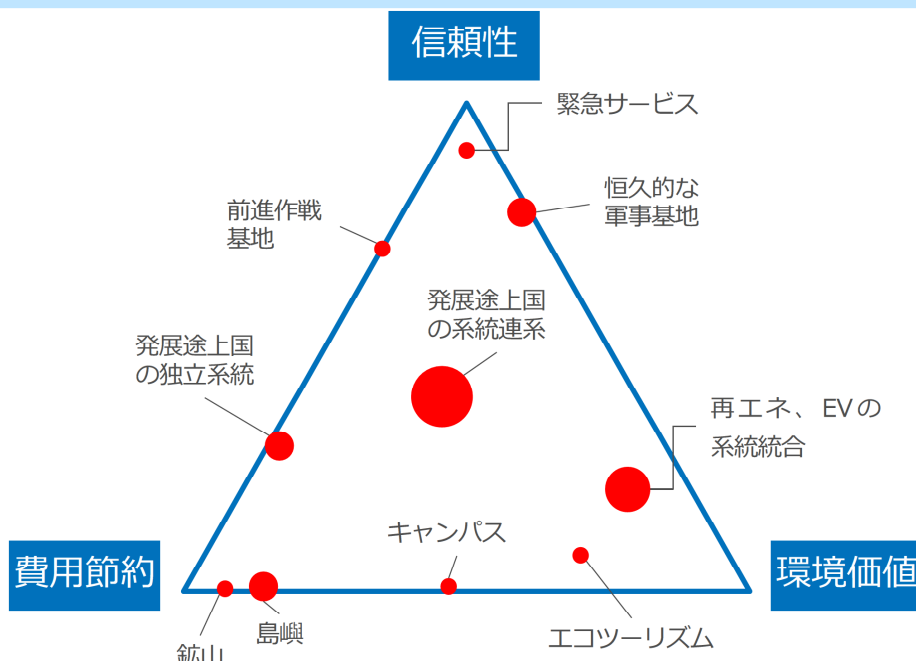 信頼性
緊急サービス
恒久的な
軍事基地
前進作戦
基地
発展途上国
の系統連系
発展途上国
の独立系統
再エネ、EVの
系統統合
キャンパス
費用節約
環境価値
島嶼
エコツーリズム
鉱山